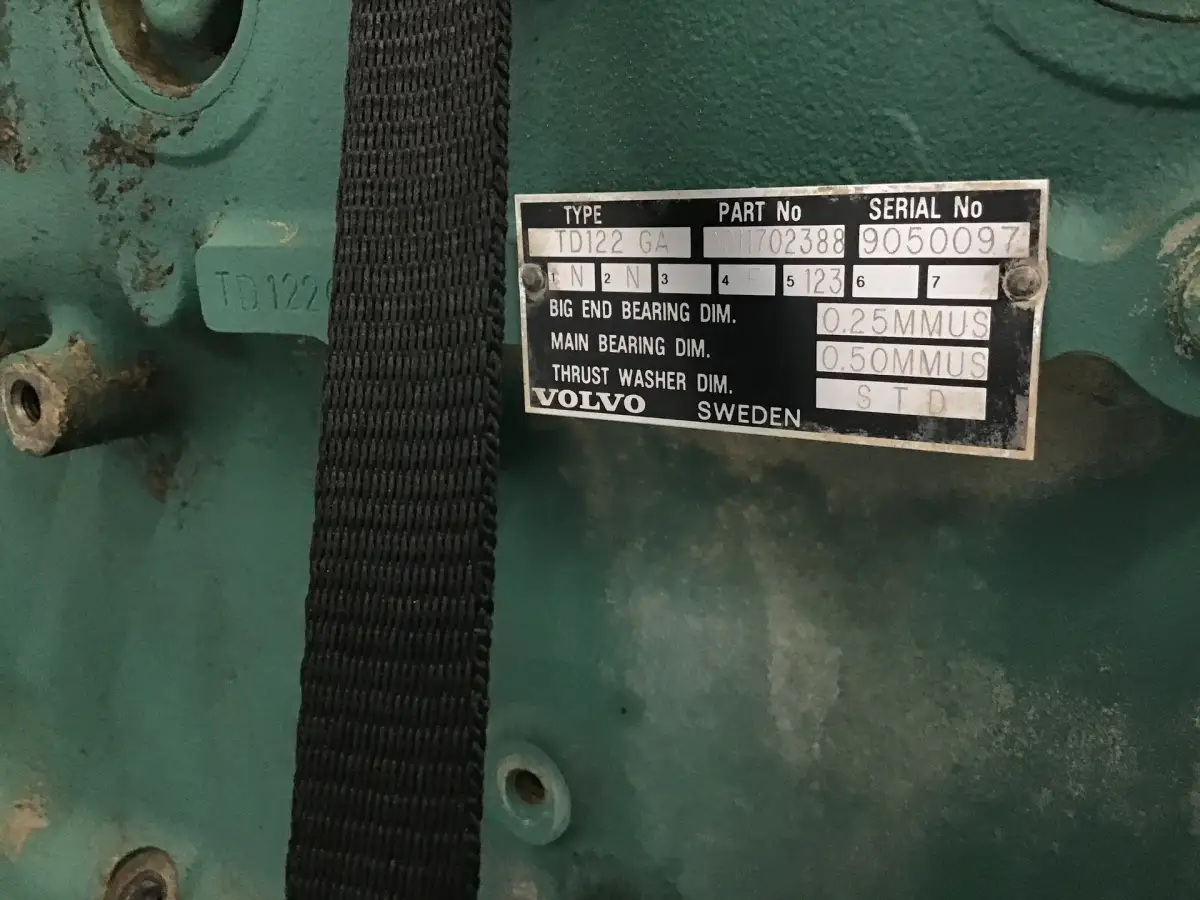 TYPE PART No SERIAL No
TD122 GA 9050097
1 N 2 N 3 4 5 123 6 7
BIG END BEARING DIM. 0.25MMUS
MAIN BEARING DIM. 0.50MMUS
THRUST WASHER DIM. STD
VOLVO SWEDEN
TD122